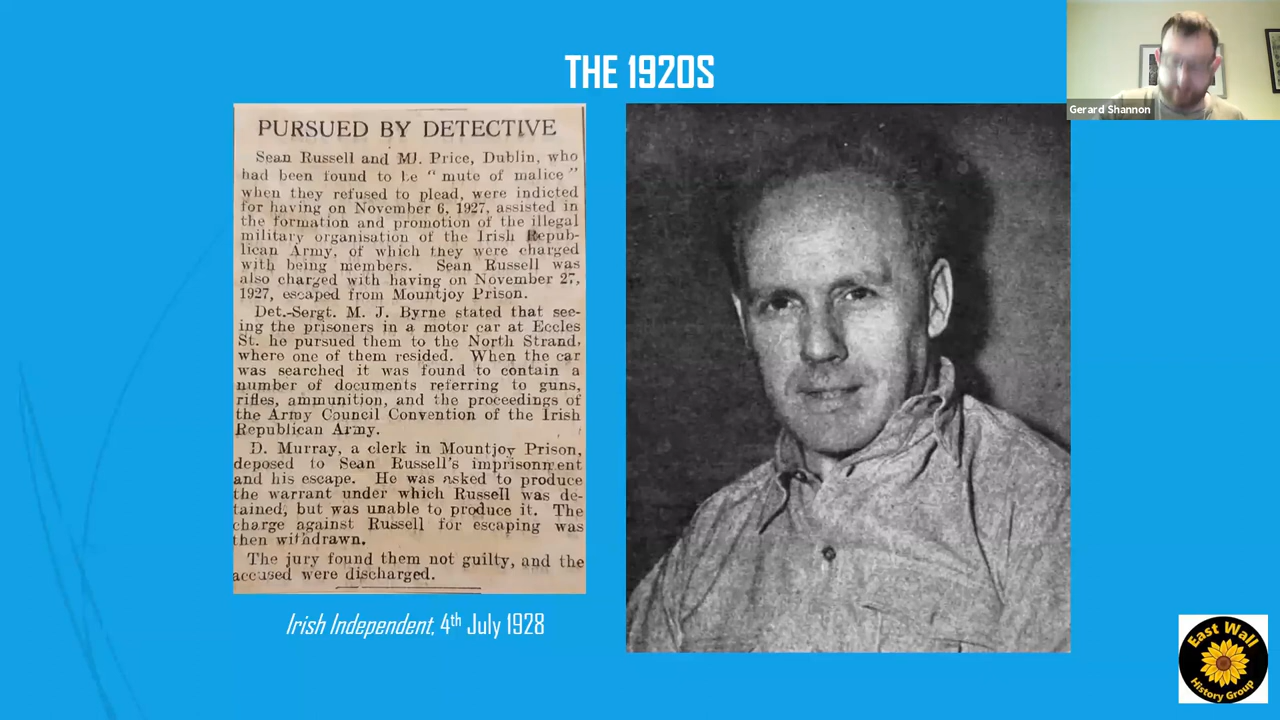 THE 1920S
Gerard Shannon
PURSUED BY DETECTIVE
Sean Russell and MJ. Price, Dublin, who
had been found to be "mute of malice"
when they refused to plead, were indicted
for having on November 6, 1927, assisted in
the formation and promotion of the illegal
military organisation of the Irish Repub-
lican Army, of which they were charged
with being members. Sean Russell was
also charged with having on November 27,
1927, escaped from Mountjoy Prison.
Det.-Sergt. M. J. Byrne stated that see-
ing the prisoners in a motor car at Eccles
St. he pursued them to the North Strand,
where one of them resided. When the car
was searched it was found to contain a
number of documents referring to guns,
rifles, ammunition, and the proceedings of
the Army Council Convention of the Irish
Republican Army.
D. Murray, a clerk in Mountjoy Prison,
deposed to Sean Russell's imprisonment
and his escape. He was asked to produce
the warrant under which Russell was de-
tained, but was unable to produce it. The
charge against Russell for escaping was
then withdrawn.
The jury found them not guilty, and the
accused were discharged.
Irish Independent, 4th July 1928
East Wall
History Group